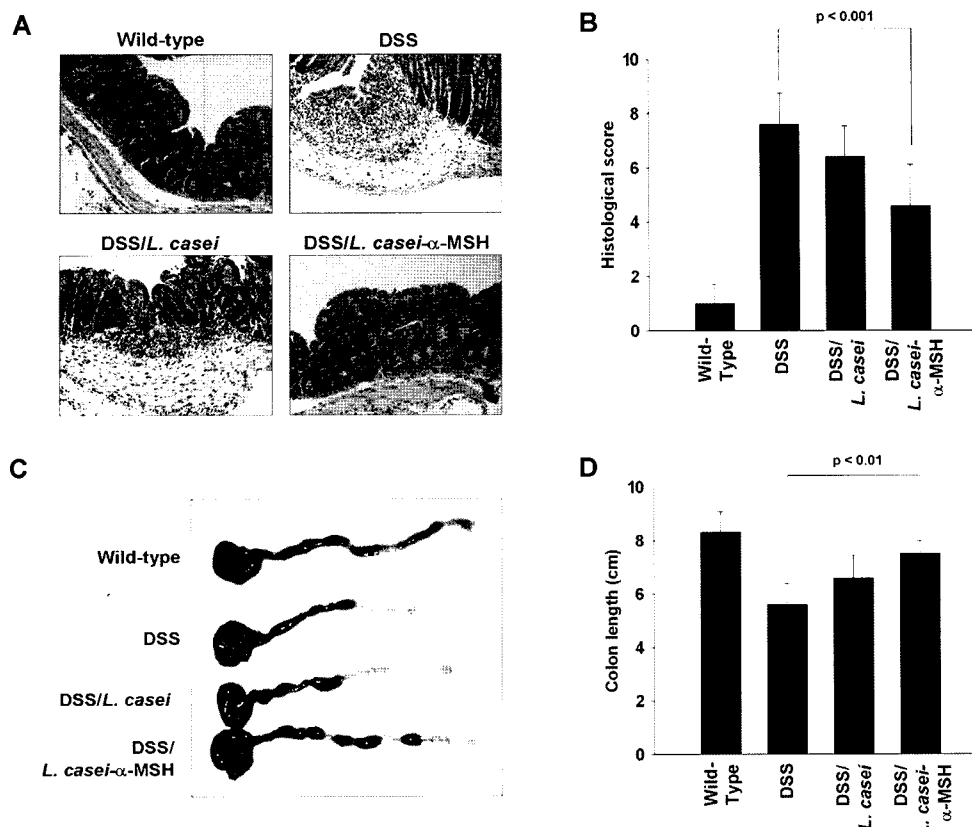 A
Wild-type
DSS
DSS/L. casei
DSS/L. casei-α-MSH
B
p < 0.001
Histological score
10
8
6
4
2
0
Wild-
Type
DSS
DSS/
L. casei
DSS/
L. casei-
α-MSH
C
Wild-type
DSS
DSS/L. casei
DSS/
L. casei-α-MSH
D
p < 0.01
Colon length (cm)
10
8
6
4
2
0
Wild-
Type
DSS
DSS/
L. casei
DSS/
L. casei-
α-MSH